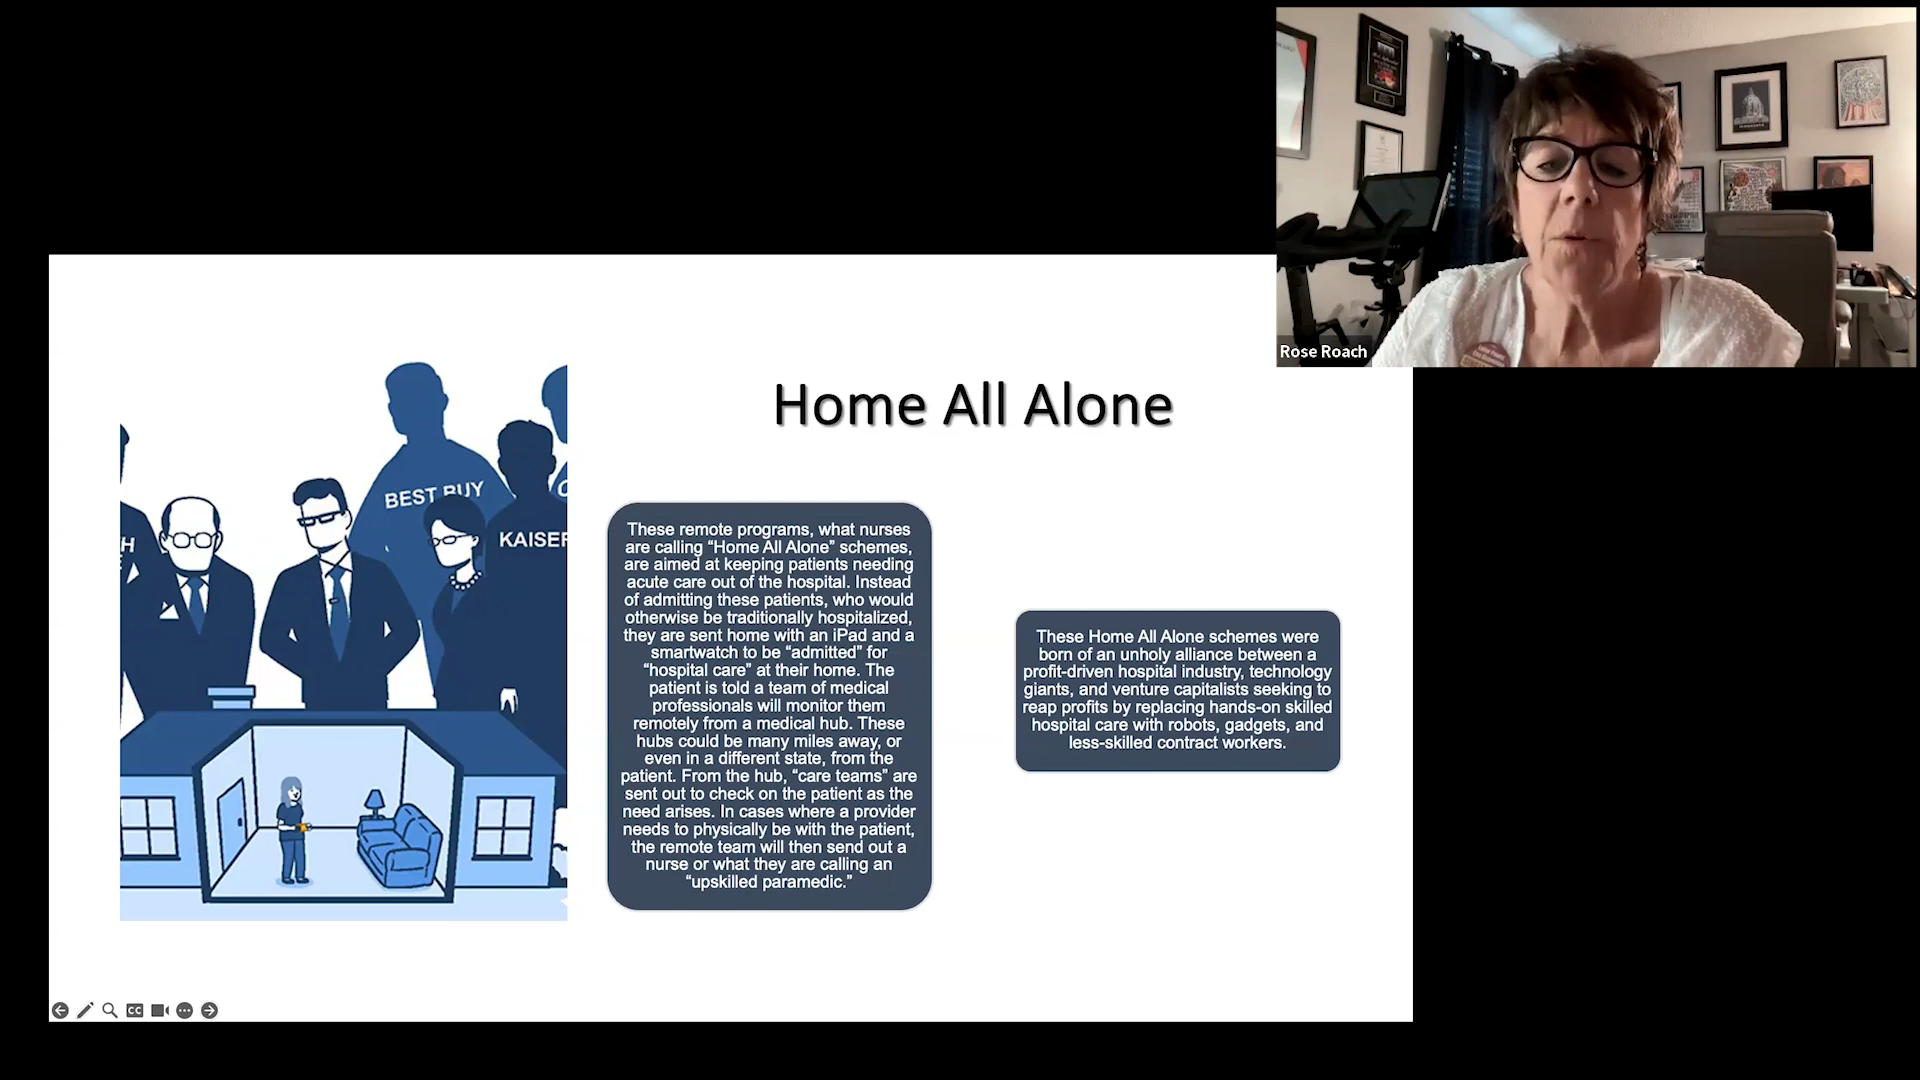 Rose Roach
Home All Alone
BEST BUY
KAISER
H
These remote programs, what nurses
are calling “Home All Alone” schemes,
are aimed at keeping patients needing
acute care out of the hospital. Instead
of admitting these patients, who would
otherwise be traditionally hospitalized,
they are sent home with an iPad and a
smartwatch to be “admitted” for
“hospital care” at their home. The
patient is told a team of medical
professionals will monitor them
remotely from a medical hub. These
hubs could be many miles away, or
even in a different state, from the
patient. From the hub, “care teams” are
sent out to check on the patient as the
need arises. In cases where a provider
needs to physically be with the patient,
the remote team will then send out a
nurse or what they are calling an
“upskilled paramedic.”
These Home All Alone schemes were
born of an unholy alliance between a
profit-driven hospital industry, technology
giants, and venture capitalists seeking to
reap profits by replacing hands-on skilled
hospital care with robots, gadgets, and
less-skilled contract workers.
CC